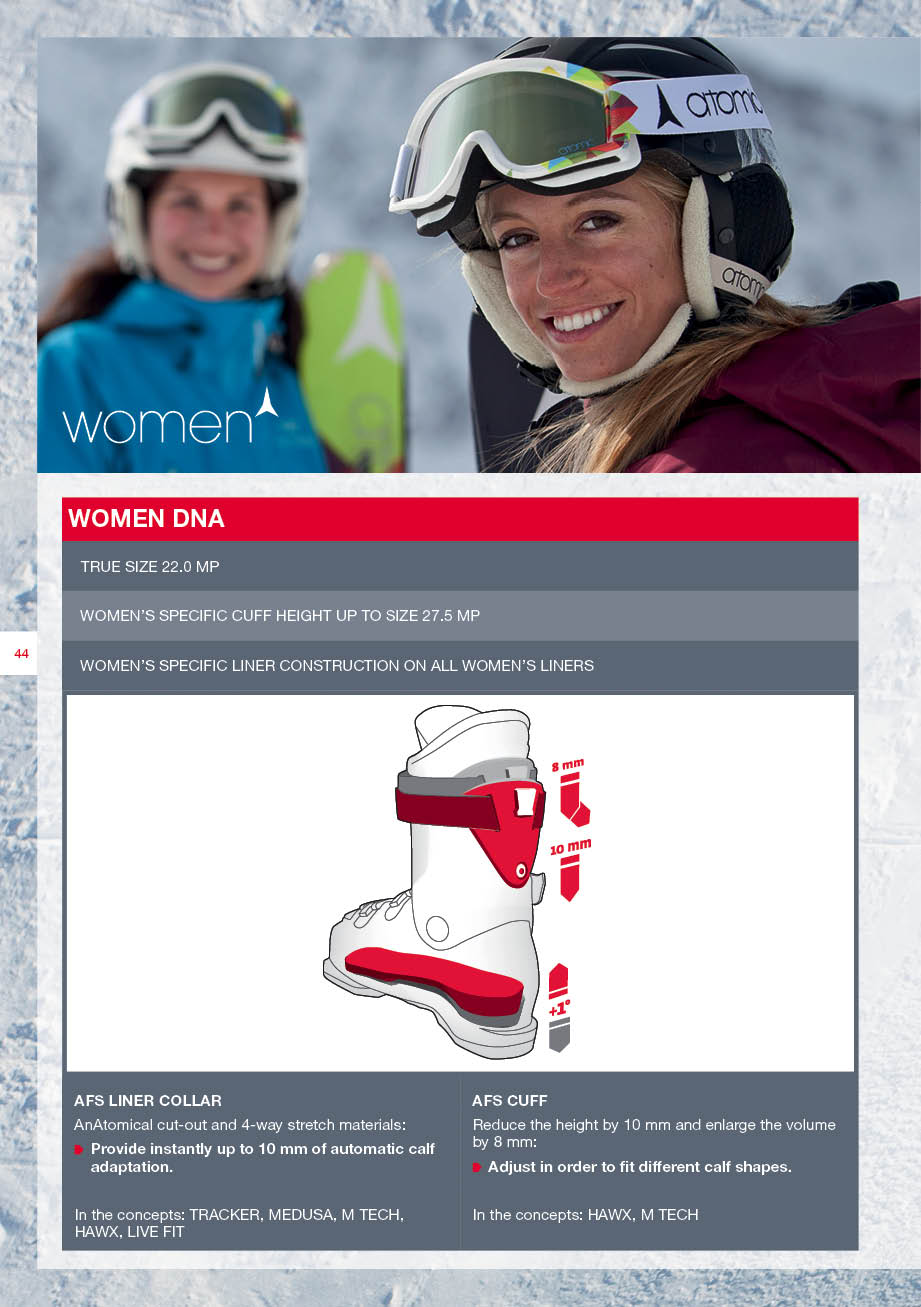 atomic
atomic
atomic
women
WOMEN DNA
TRUE SIZE 22.0 MP
WOMEN’S SPECIFIC CUFF HEIGHT UP TO SIZE 27.5 MP
44
WOMEN’S SPECIFIC LINER CONSTRUCTION ON ALL WOMEN’S LINERS
8 mm
10 mm
+1°
AFS LINER COLLAR
AnAtomical cut-out and 4-way stretch materials:
Provide instantly up to 10 mm of automatic calf
adaptation.
In the concepts: TRACKER, MEDUSA, M TECH,
HAWX, LIVE FIT
AFS CUFF
Reduce the height by 10 mm and enlarge the volume
by 8 mm:
Adjust in order to fit different calf shapes.
In the concepts: HAWX, M TECH